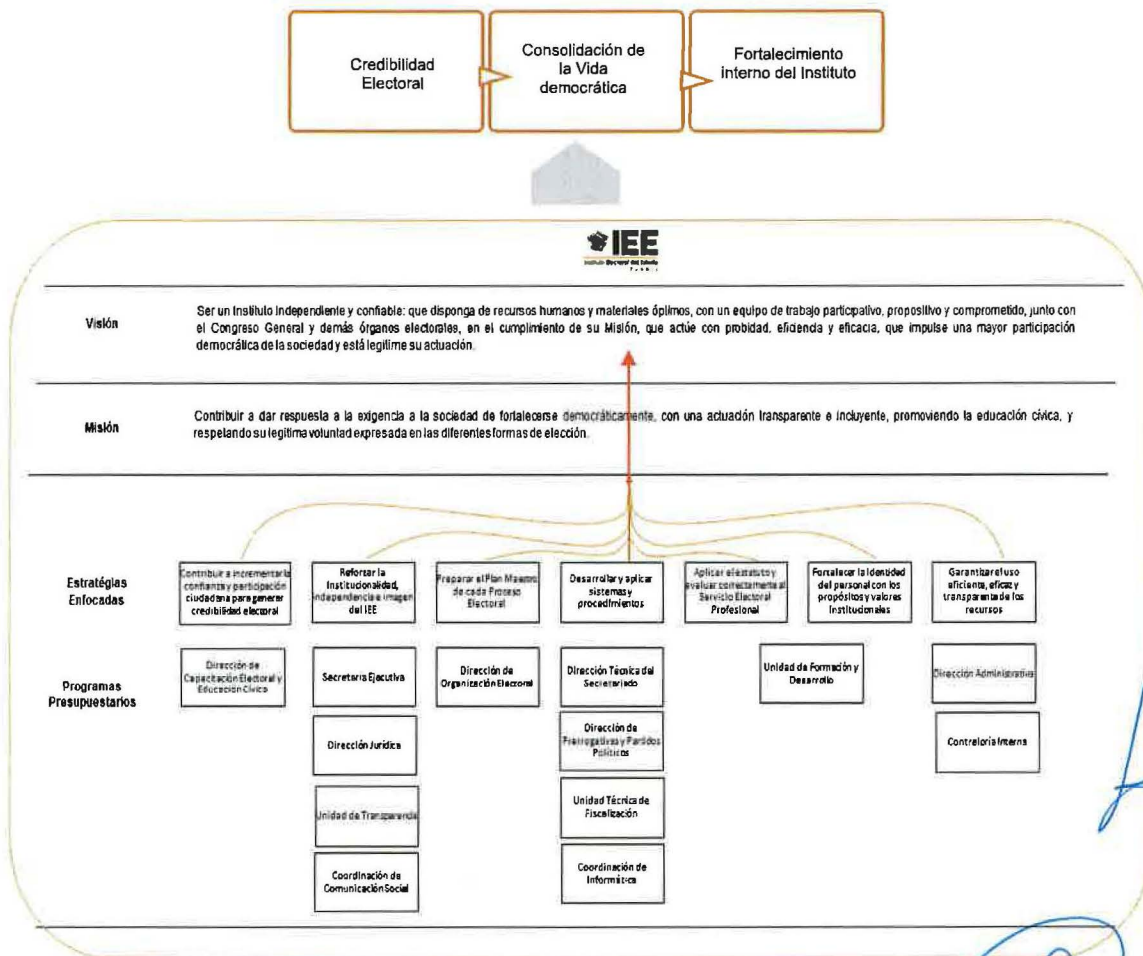 Credibilidad
Electoral
Consolidación de
la Vida
democrática
Fortalecimiento
interno del Instituto
IEE
Instituto Electoral del Estado
Visión
Ser un Instituto Independiente y confiable: que disponga de recursos humanos y materiales óptimos, con un equipo de trabajo participativo, propositivo y comprometido, junto con
el Congreso General y demás órganos electorales, en el cumplimiento de su Misión, que actúe con probidad, eficiencia y eficacia, que impulse una mayor participación
democrática de la sociedad y está legitime su actuación.
Misión
Contribuir a dar respuesta a la exigencia a la sociedad de fortalecerse democráticamente, con una actuación transparente e incluyente, promoviendo la educación cívica, y
respetando su legítima voluntad expresada en las diferentes formas de elección.
Estratégias
Enfocadas
Contribuir a incrementar la
confianza y participación
ciudadana para generar
credibilidad electoral
Reforzar la
Institucionalidad,
independencia e imagen
del IEE
Preparar el Plan Maestro
de cada Proceso
Electoral
Desarrollar y aplicar
sistemas y
procedimientos
Aplicar el estatuto y
evaluar correctamente al
Servicio Electoral
Profesional
Fortalecer la identidad
del personal con los
propósitos y valores
Institucionales
Garantizar el uso
eficiente, eficaz y
transparente de los
recursos
Programas
Presupuestarios
Dirección de
Capacitación Electoral y
Educación Cívica
Secretaria Ejecutiva
Dirección de
Organización Electoral
Dirección Técnica del
Secretariado
Unidad de Formación y
Desarrollo
Dirección Administrativa
Dirección Jurídica
Dirección de
Prerrogativas y Partidos
Políticos
Contraloría Interna
Unidad de Transparencia
Unidad Técnica de
Fiscalización
Coordinación de
Comunicación Social
Coordinación de
Informática